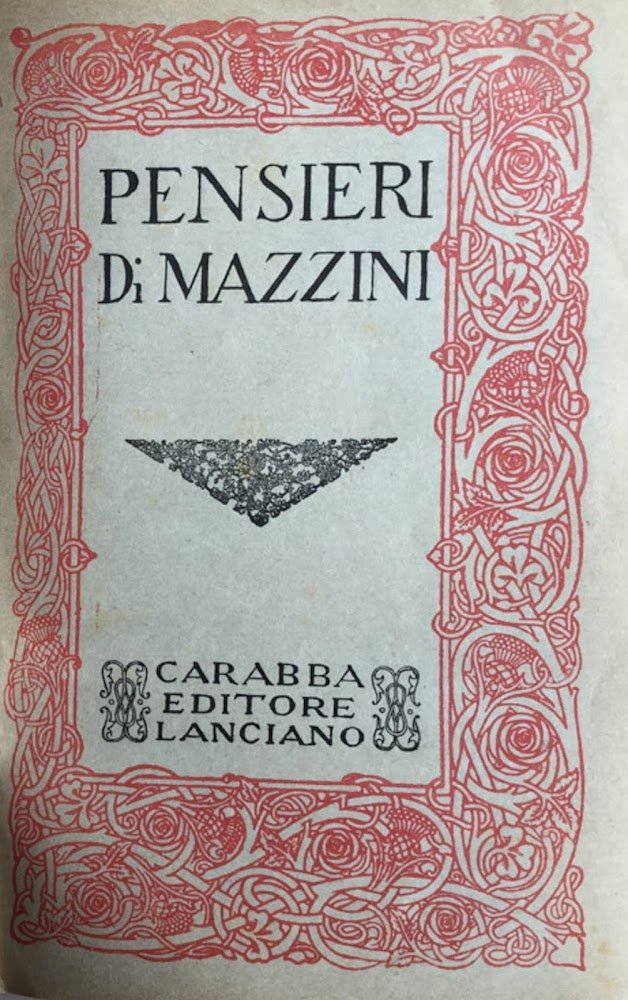 PENSIERI
Di MAZZINI
CARABBA
EDITORE
LANCIANO